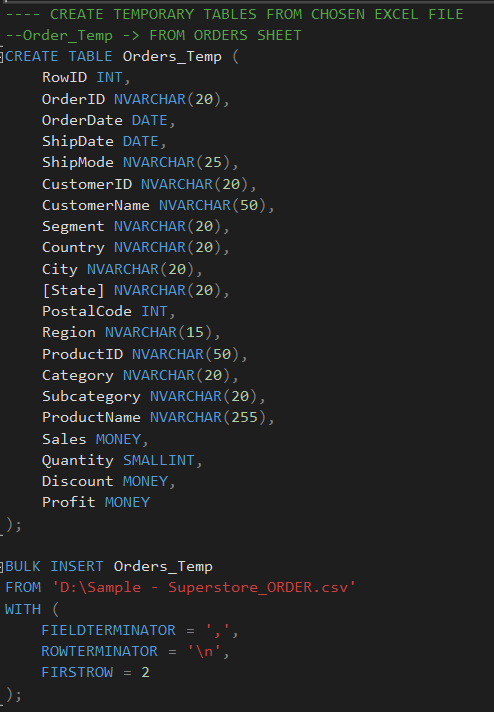 ---- CREATE TEMPORARY TABLES FROM CHOSEN EXCEL FILE
--Order_Temp -> FROM ORDERS SHEET
CREATE TABLE Orders_Temp (
    RowID INT,
    OrderID NVARCHAR(20),
    OrderDate DATE,
    ShipDate DATE,
    ShipMode NVARCHAR(25),
    CustomerID NVARCHAR(20),
    CustomerName NVARCHAR(50),
    Segment NVARCHAR(20),
    Country NVARCHAR(20),
    City NVARCHAR(20),
    [State] NVARCHAR(20),
    PostalCode INT,
    Region NVARCHAR(15),
    ProductID NVARCHAR(50),
    Category NVARCHAR(20),
    Subcategory NVARCHAR(20),
    ProductName NVARCHAR(255),
    Sales MONEY,
    Quantity SMALLINT,
    Discount MONEY,
    Profit MONEY
);
BULK INSERT Orders_Temp
FROM 'D:\Sample - Superstore_ORDER.csv'
WITH (
    FIELDTERMINATOR = ',',
    ROWTERMINATOR = '\n',
    FIRSTROW = 2
);